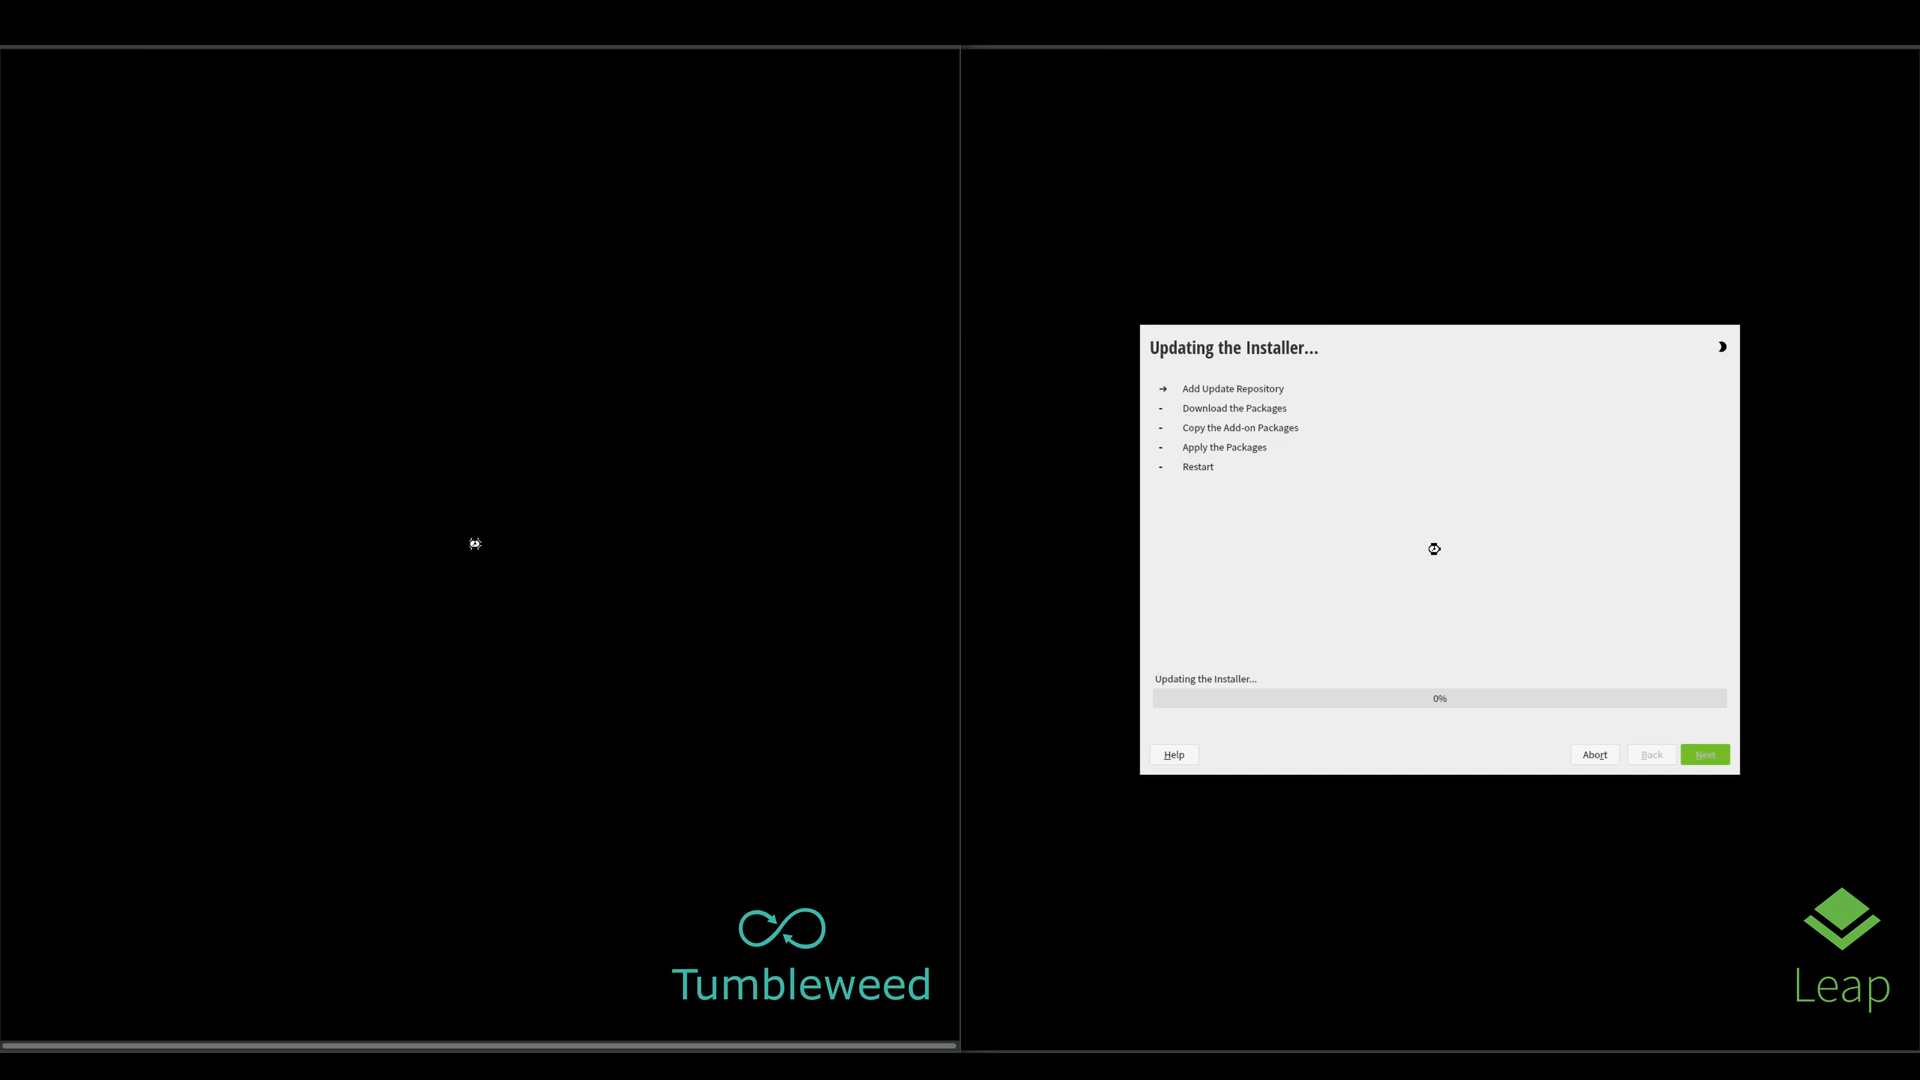 Updating the Installer...
→ Add Update Repository
- Download the Packages
- Copy the Add-on Packages
- Apply the Packages
- Restart
Updating the Installer...
0%
Help
Abort
Back
Next
Tumbleweed
Leap